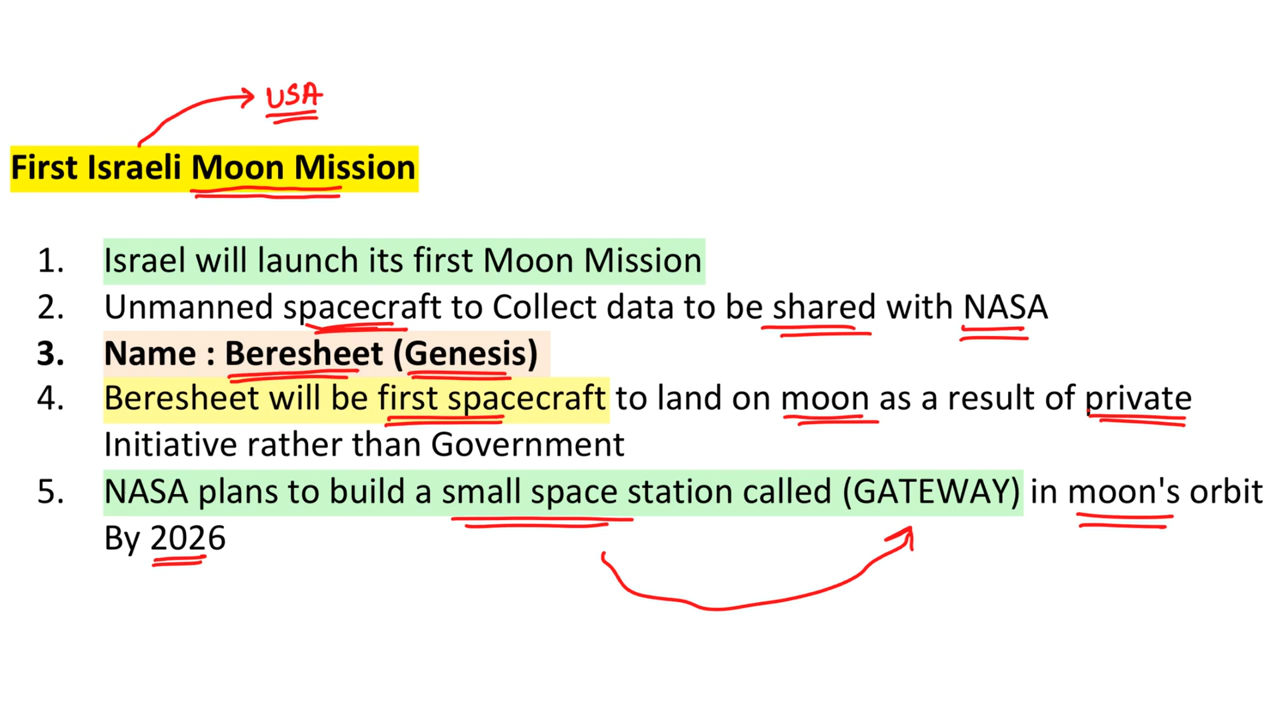 USA
First Israeli Moon Mission
1. Israel will launch its first Moon Mission
2. Unmanned spacecraft to Collect data to be shared with NASA
3. Name : Beresheet (Genesis)
4. Beresheet will be first spacecraft to land on moon as a result of private
Initiative rather than Government
5. NASA plans to build a small space station called (GATEWAY) in moon's orbit
By 2026